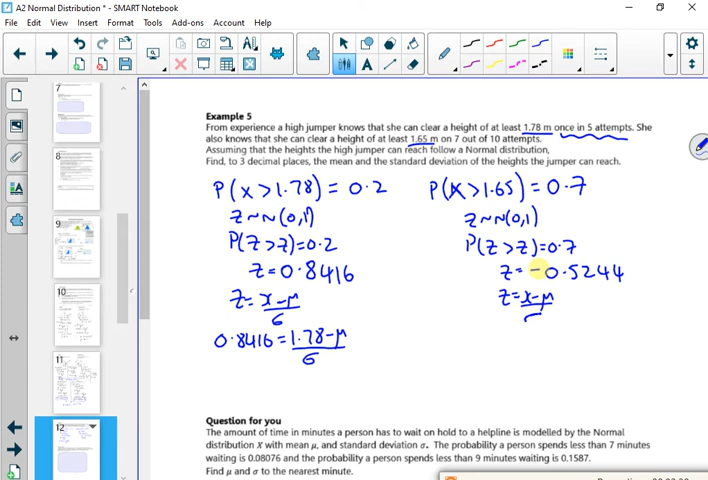 A2 Normal Distribution * - SMART Notebook
File Edit View Insert Format Tools Add-ons Account Help
7
8
9
10
11
12
Example 5
From experience a high jumper knows that she can clear a height of at least 1.78 m once in 5 attempts. She
also knows that she can clear a height of at least 1.65 m on 7 out of 10 attempts.
Assuming that the heights the high jumper can reach follow a Normal distribution,
Find, to 3 decimal places, the mean and the standard deviation of the heights the jumper can reach.
P(X>1.78) = 0.2
Z~N(0,1)
P(Z>z)=0.2
z=0.8416
z=x-μ/σ
0.8416=1.78-μ/σ
P(X>1.65)=0.7
Z~N(0,1)
P(Z>z)=0.7
z=-0.5244
z=x-μ
Question for you
The amount of time in minutes a person has to wait on hold to a helpline is modelled by the Normal
distribution X with mean μ, and standard deviation σ. The probability a person spends less than 7 minutes
waiting is 0.08076 and the probability a person spends less than 9 minutes waiting is 0.1587.
Find μ and σ to the nearest minute.